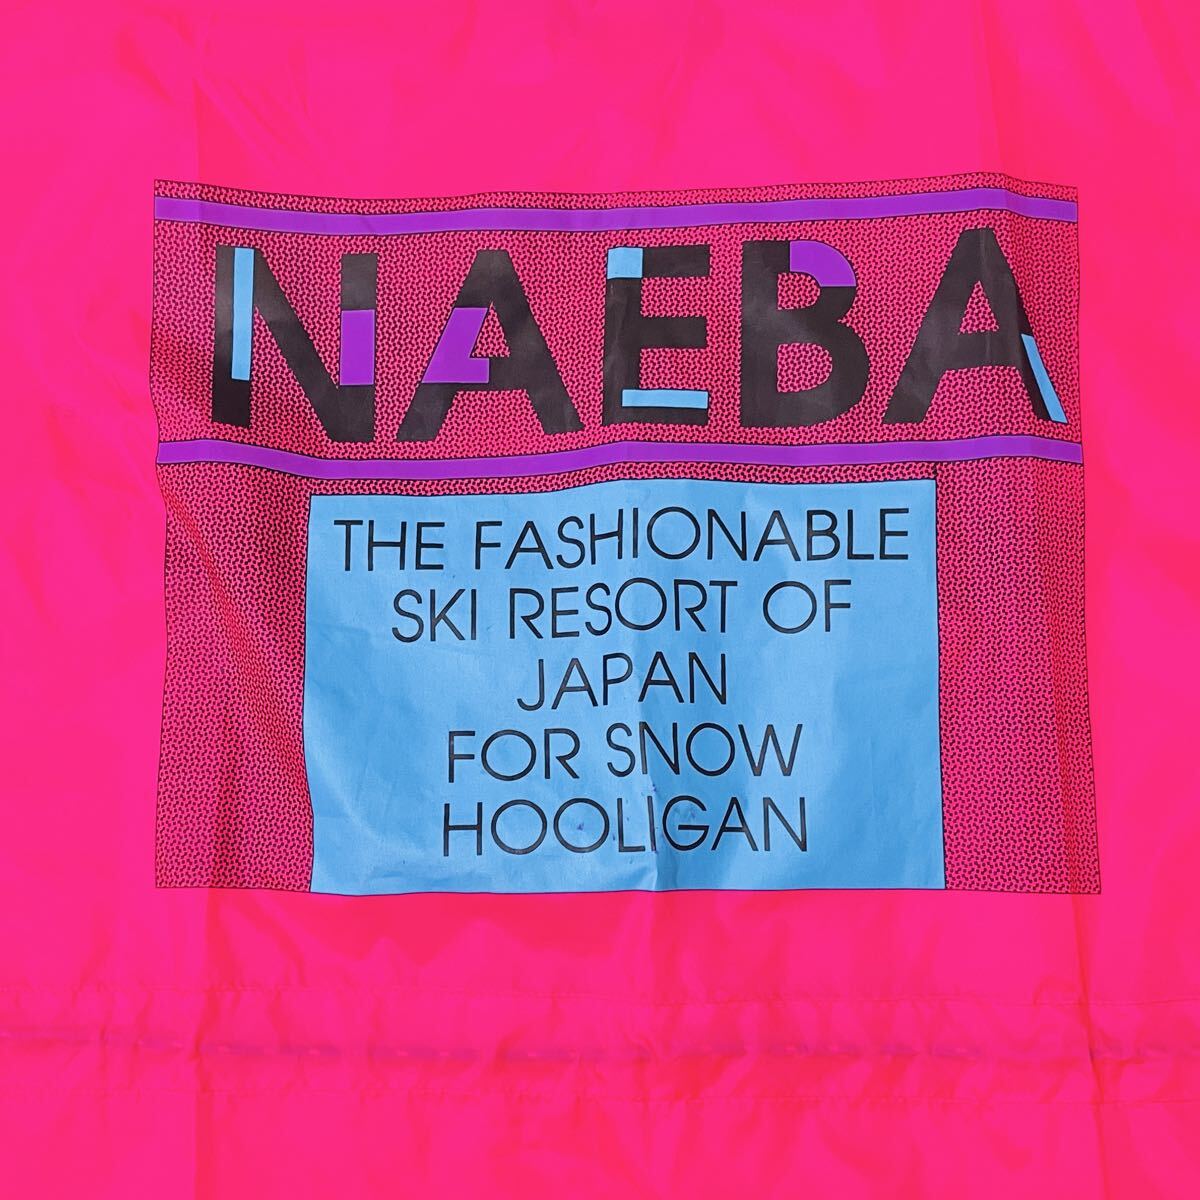 NAEBA
THE FASHIONABLE
SKI RESORT OF
JAPAN
FOR SNOW
HOOLIGAN